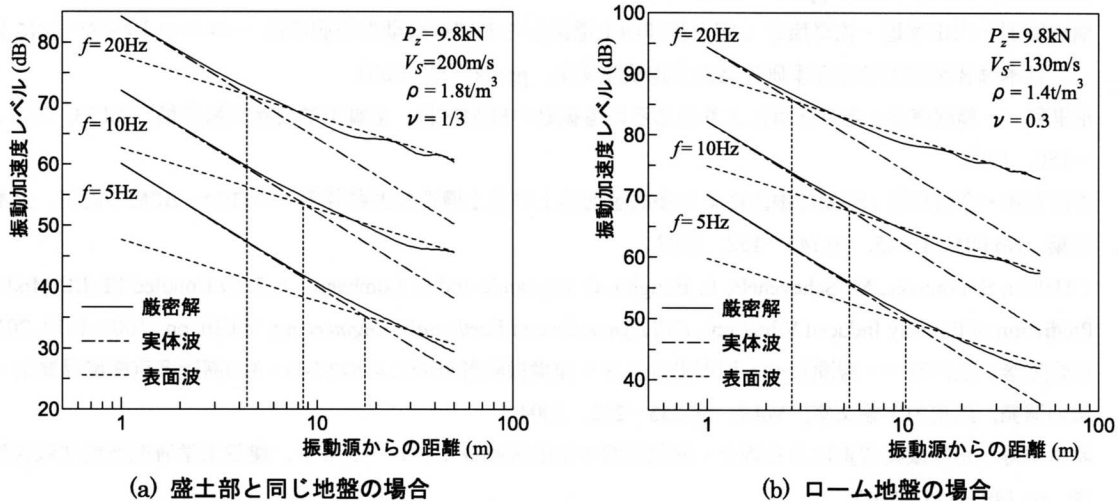 振動加速度レベル (dB)
80
70
60
50
40
30
20
f=20Hz
f=10Hz
f=5Hz
P_z=9.8kN
V_S=200m/s
ρ=1.8t/m³
ν=1/3
厳密解
実体波
表面波
1
10
100
振動源からの距離 (m)
(a) 盛土部と同じ地盤の場合
振動加速度レベル (dB)
100
90
80
70
60
50
40
f=20Hz
f=10Hz
f=5Hz
P_z=9.8kN
V_S=130m/s
ρ=1.4t/m³
ν=0.3
厳密解
実体波
表面波
1
10
100
振動源からの距離 (m)
(b) ローム地盤の場合